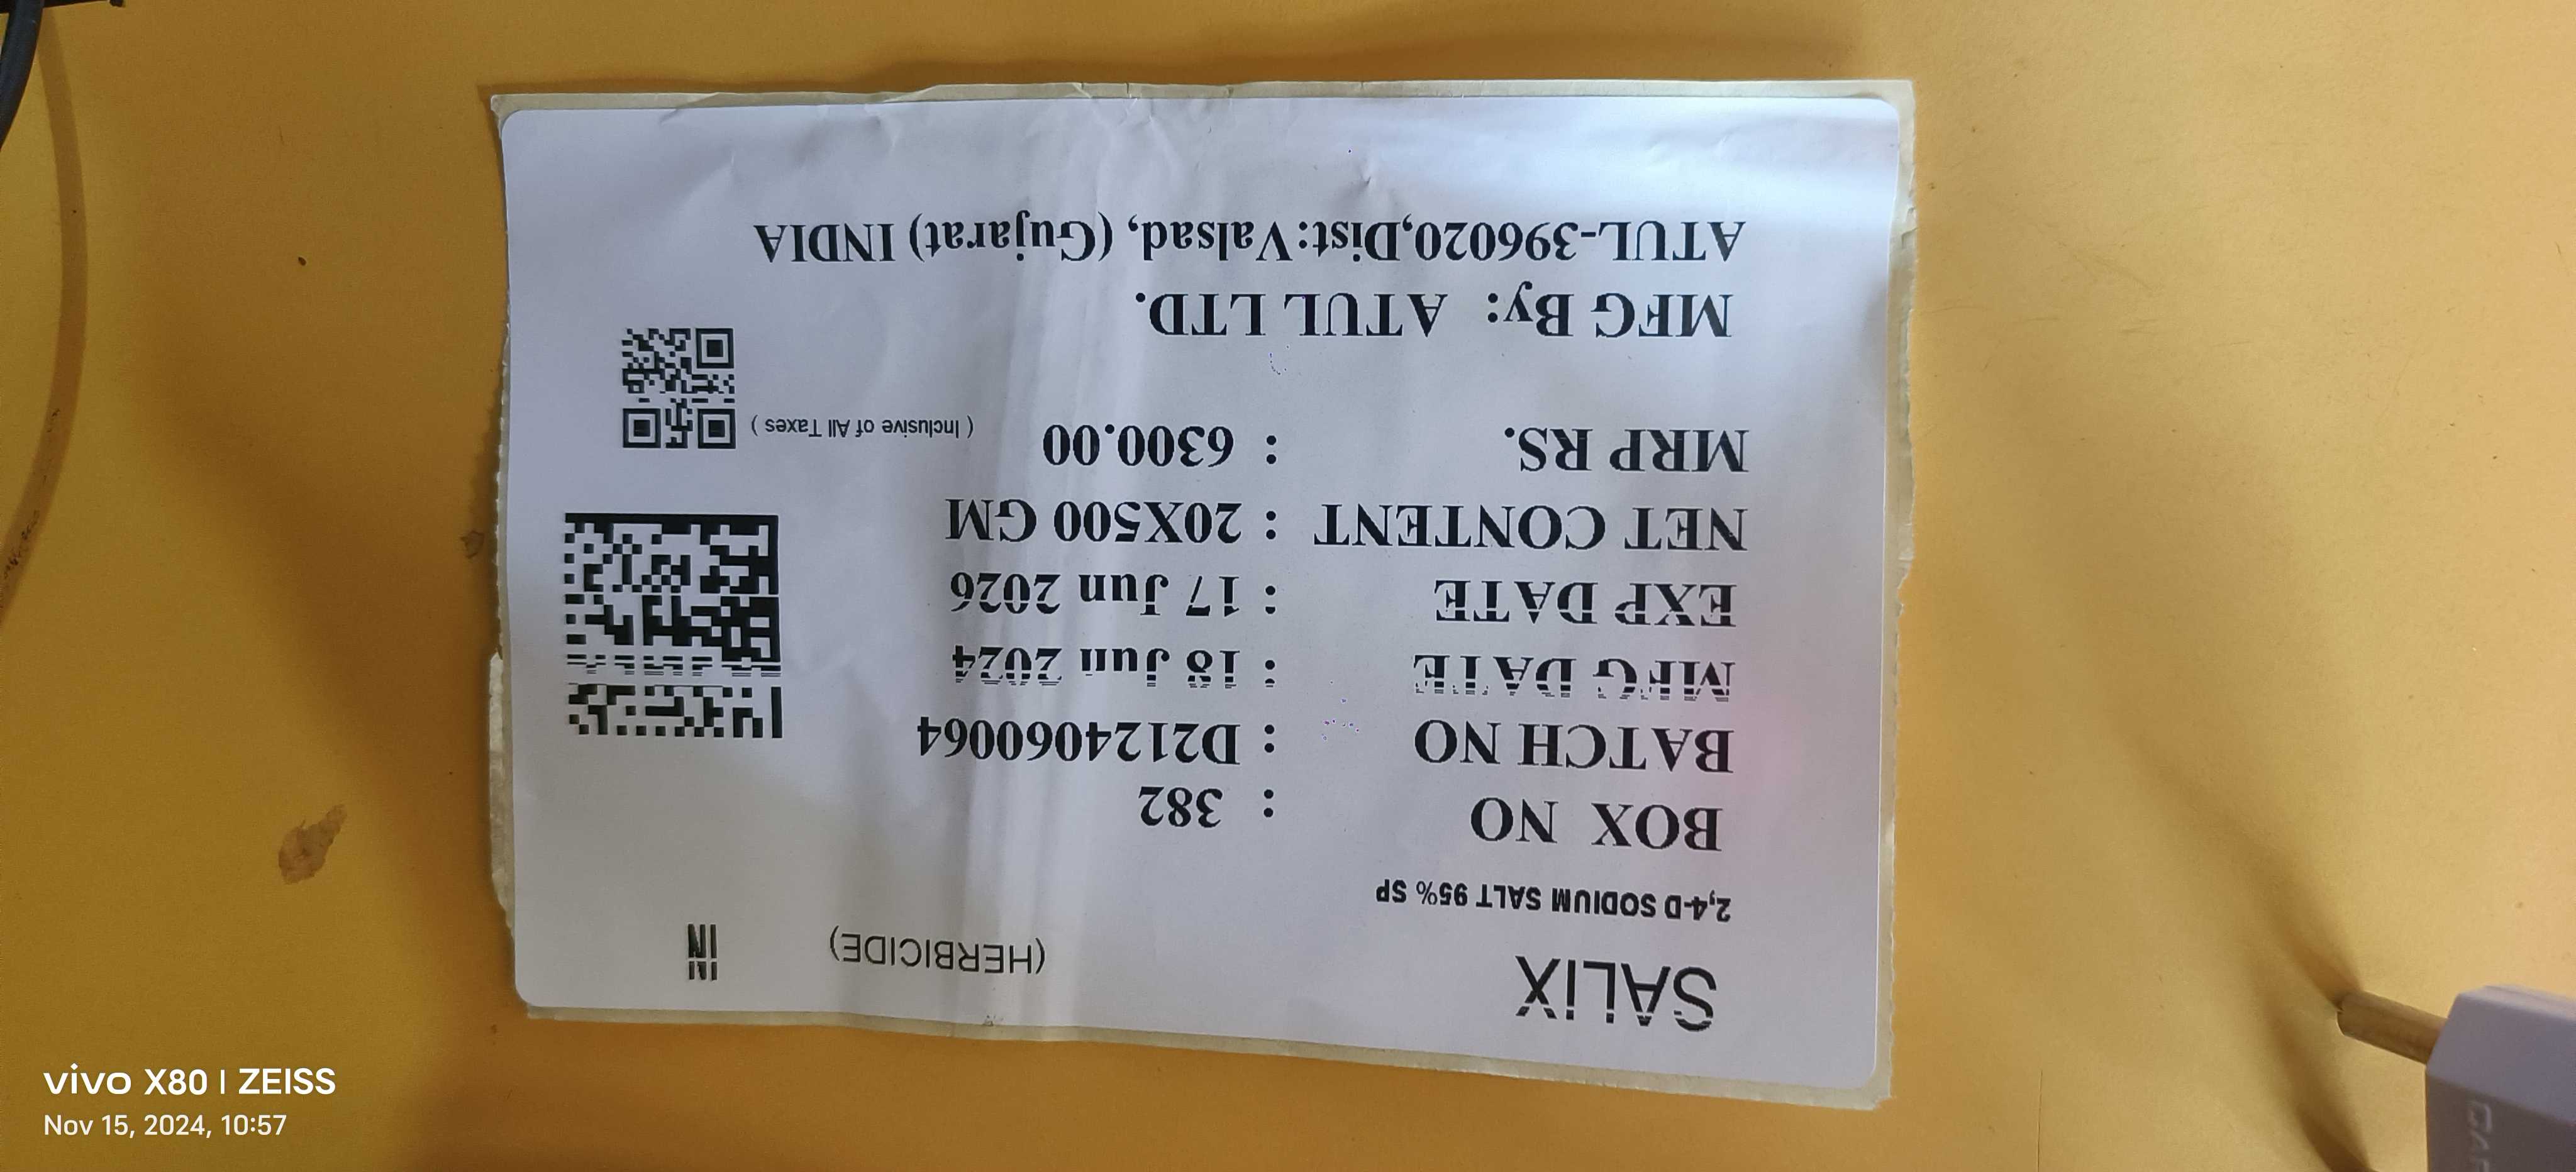 SALIX (HERBICIDE) IN
2,4-D SODIUM SALT 95% SP
BOX NO : 382
BATCH NO : D2124060064
MFG DATE : 18 Jun 2024
EXP DATE : 17 Jun 2026
NET CONTENT : 20X500 GM
MRP RS. : 6300.00 ( Inclusive of All Taxes )
MFG By: ATUL LTD.
ATUL-396020,Dist:Valsad, (Gujarat) INDIA
vivo X80 | ZEISS
Nov 15, 2024, 10:57